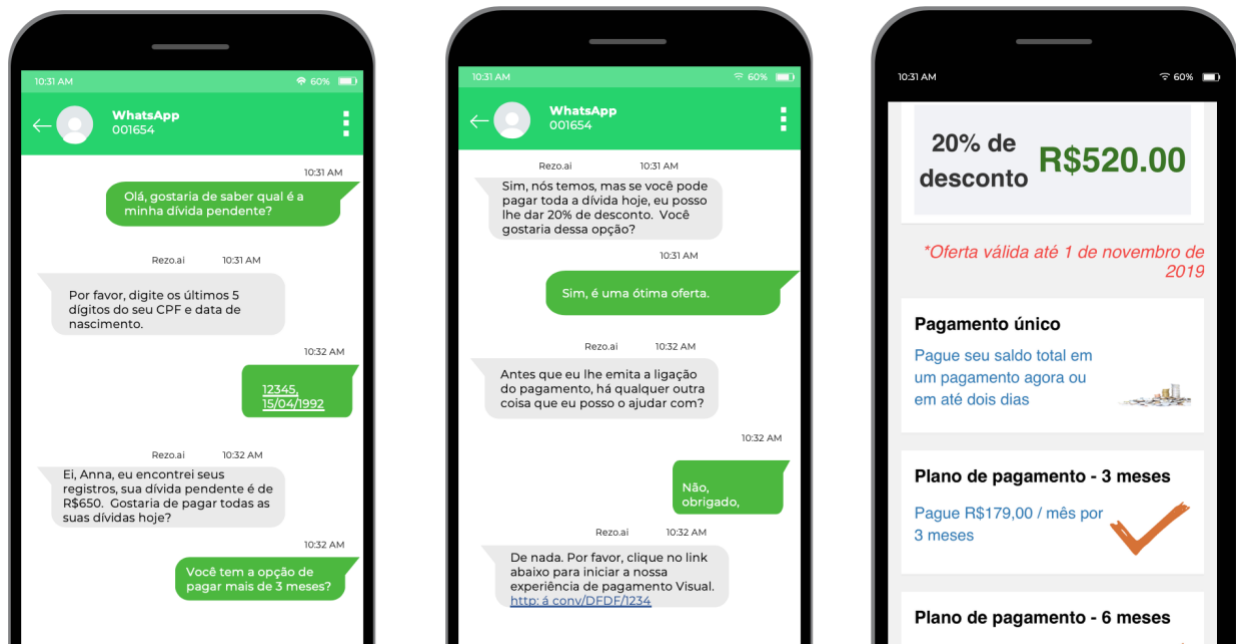 10:31 AM
60%
WhatsApp
001654
10:31 AM
Olá, gostaria de saber qual é a
minha dívida pendente?
Rezo.ai 10:31 AM
Por favor, digite os últimos 5
dígitos do seu CPF e data de
nascimento.
10:32 AM
12345,
15/04/1992
Rezo.ai 10:32 AM
Ei, Anna, eu encontrei seus
registros, sua dívida pendente é de
R$650. Gostaria de pagar todas as
suas dívidas hoje?
10:32 AM
Você tem a opção de
pagar mais de 3 meses?
10:31 AM
60%
WhatsApp
001654
Rezo.ai 10:31 AM
Sim, nós temos, mas se você pode
pagar toda a dívida hoje, eu posso
lhe dar 20% de desconto. Você
gostaria dessa opção?
10:31 AM
Sim, é uma ótima oferta.
Rezo.ai 10:32 AM
Antes que eu lhe emita a ligação
do pagamento, há qualquer outra
coisa que eu posso o ajudar com?
10:32 AM
Não,
obrigado,
Rezo.ai 10:32 AM
De nada. Por favor, clique no link
abaixo para iniciar a nossa
experiência de pagamento Visual.
http: á conv/DFDF/1234
10:31 AM
60%
20% de
desconto
R$520.00
*Oferta válida até 1 de novembro de
2019
Pagamento único
Pague seu saldo total em
um pagamento agora ou
em até dois dias
Plano de pagamento - 3 meses
Pague R$179,00 / mês por
3 meses
Plano de pagamento - 6 meses